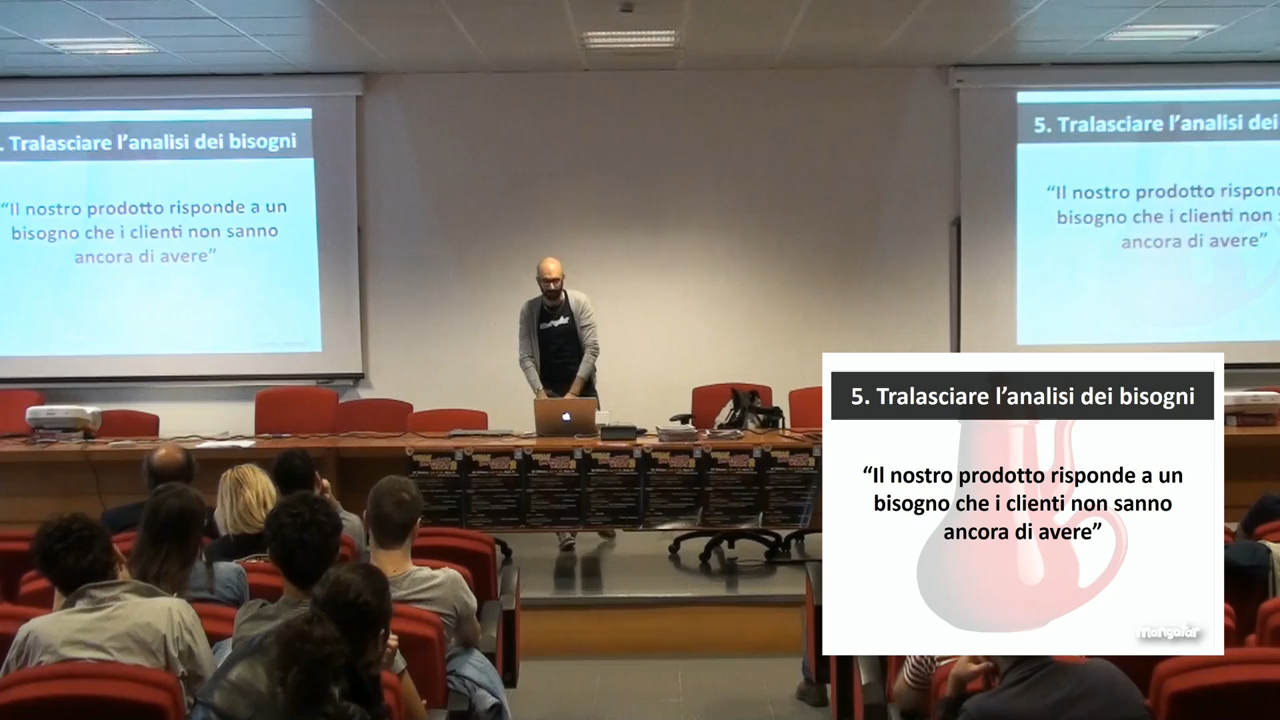 . Tralasciare l'analisi dei bisogni
“Il nostro prodotto risponde a un
bisogno che i clienti non sanno
ancora di avere”
5. Tralasciare l'analisi dei
“Il nostro prodotto rispon
bisogno che i clienti non s
ancora di avere”
5. Tralasciare l'analisi dei bisogni
“Il nostro prodotto risponde a un
bisogno che i clienti non sanno
ancora di avere”
mangatar